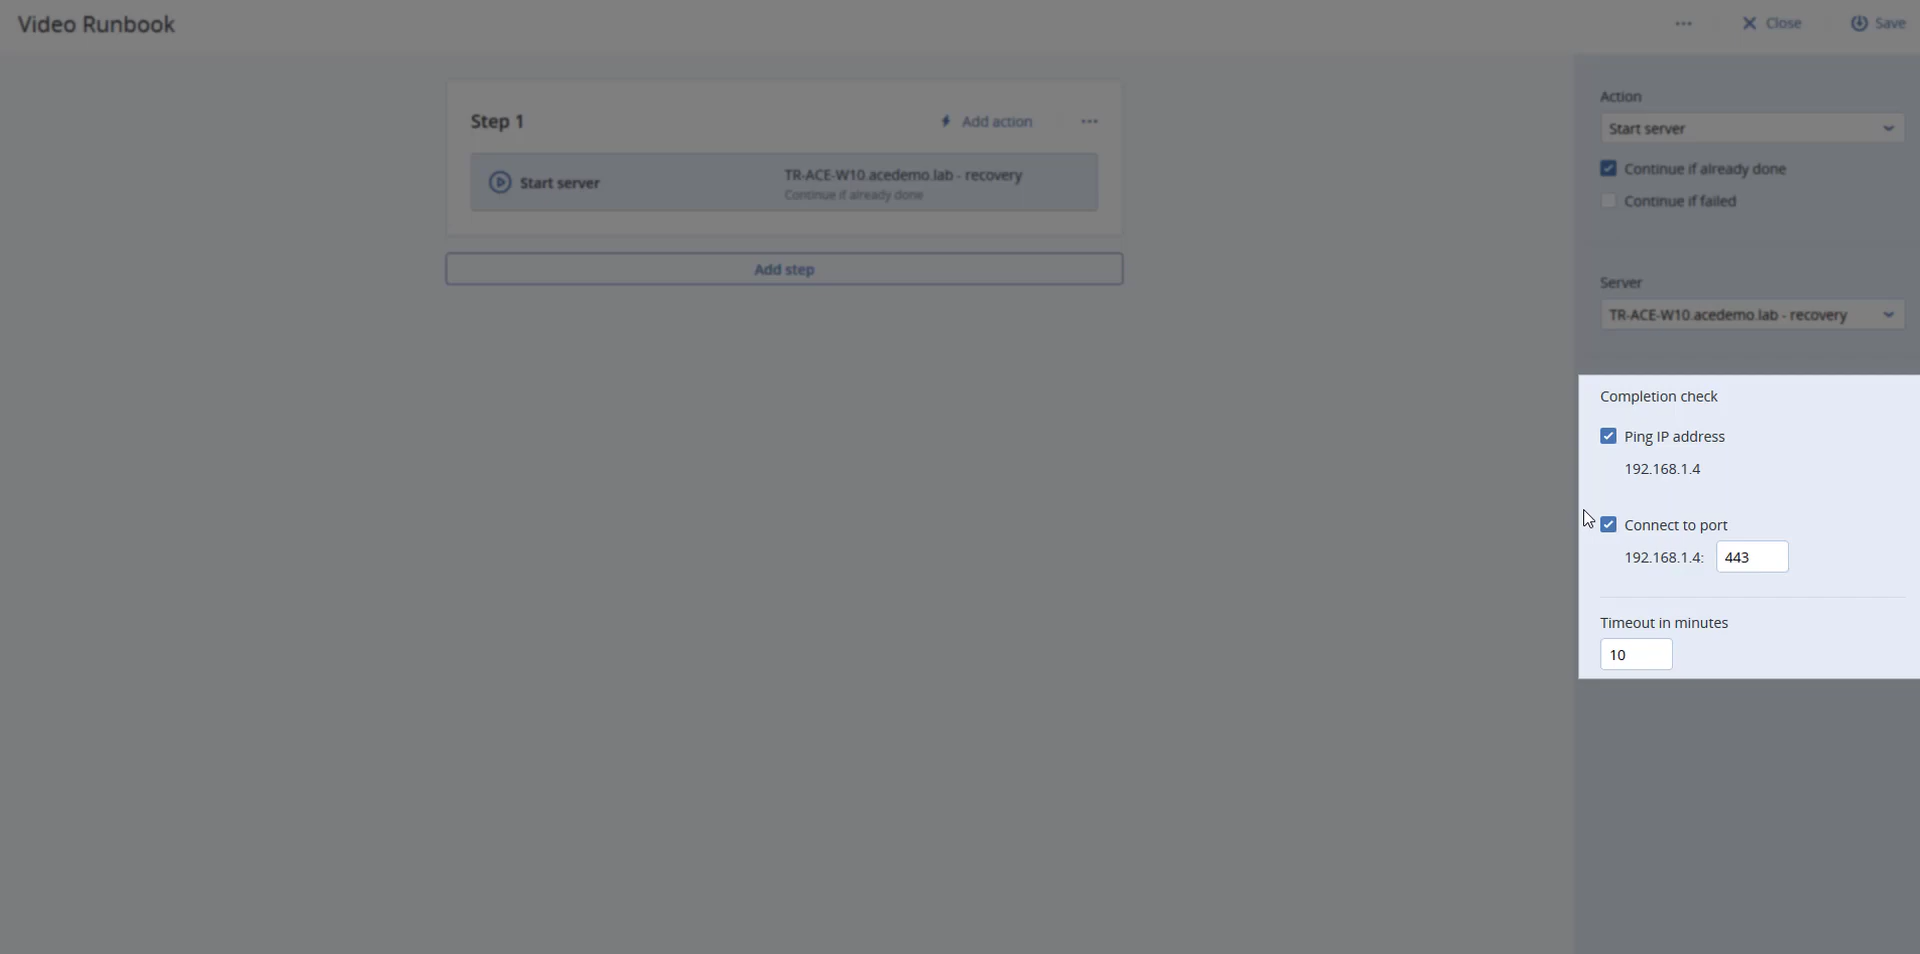 Video Runbook
Close
Save
Step 1
Add action
Start server
TR-ACE-W10.acedemo.lab - recovery
Continue if already done
Add step
Action
Start server
Continue if already done
Continue if failed
Server
TR-ACE-W10.acedemo.lab - recovery
Completion check
Ping IP address
192.168.1.4
Connect to port
192.168.1.4: 443
Timeout in minutes
10